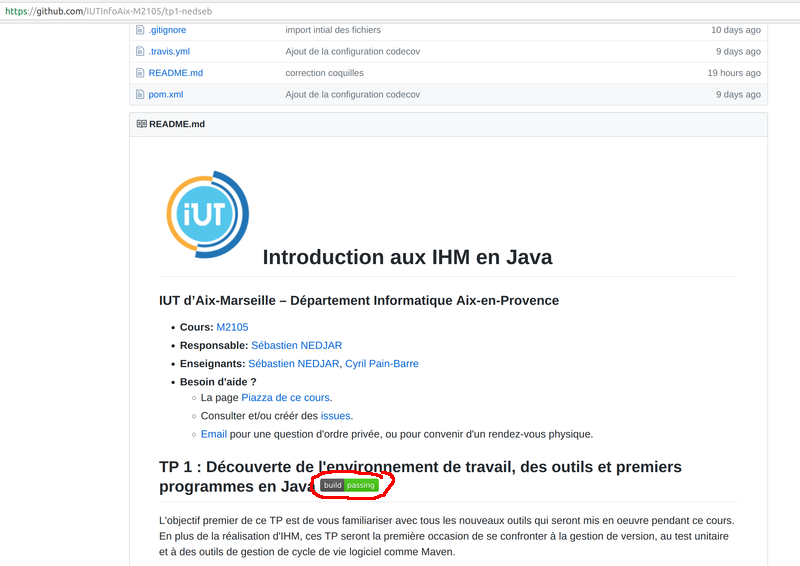 https://github.com/IUTInfoAix-M2105/tp1-nedseb
.gitignore import intial des fichiers 10 days ago
.travis.yml Ajout de la configuration codecov 9 days ago
README.md correction coquilles 19 hours ago
pom.xml Ajout de la configuration codecov 9 days ago
README.md
iUT
Introduction aux IHM en Java
IUT d'Aix-Marseille – Département Informatique Aix-en-Provence
• Cours: M2105
• Responsable: Sébastien NEDJAR
• Enseignants: Sébastien NEDJAR, Cyril Pain-Barre
• Besoin d'aide ?
◦ La page Piazza de ce cours.
◦ Consulter et/ou créér des issues.
◦ Email pour une question d'ordre privée, ou pour convenir d'un rendez-vous physique.
TP 1 : Découverte de l'environnement de travail, des outils et premiers
programmes en Java build passing
L'objectif premier de ce TP est de vous familiariser avec tous les nouveaux outils qui seront mis en oeuvre pendant ce cours.
En plus de la réalisation d'IHM, ces TP seront la première occasion de se confronter à la gestion de version, au test unitaire
et à des outils de gestion de cycle de vie logiciel comme Maven.